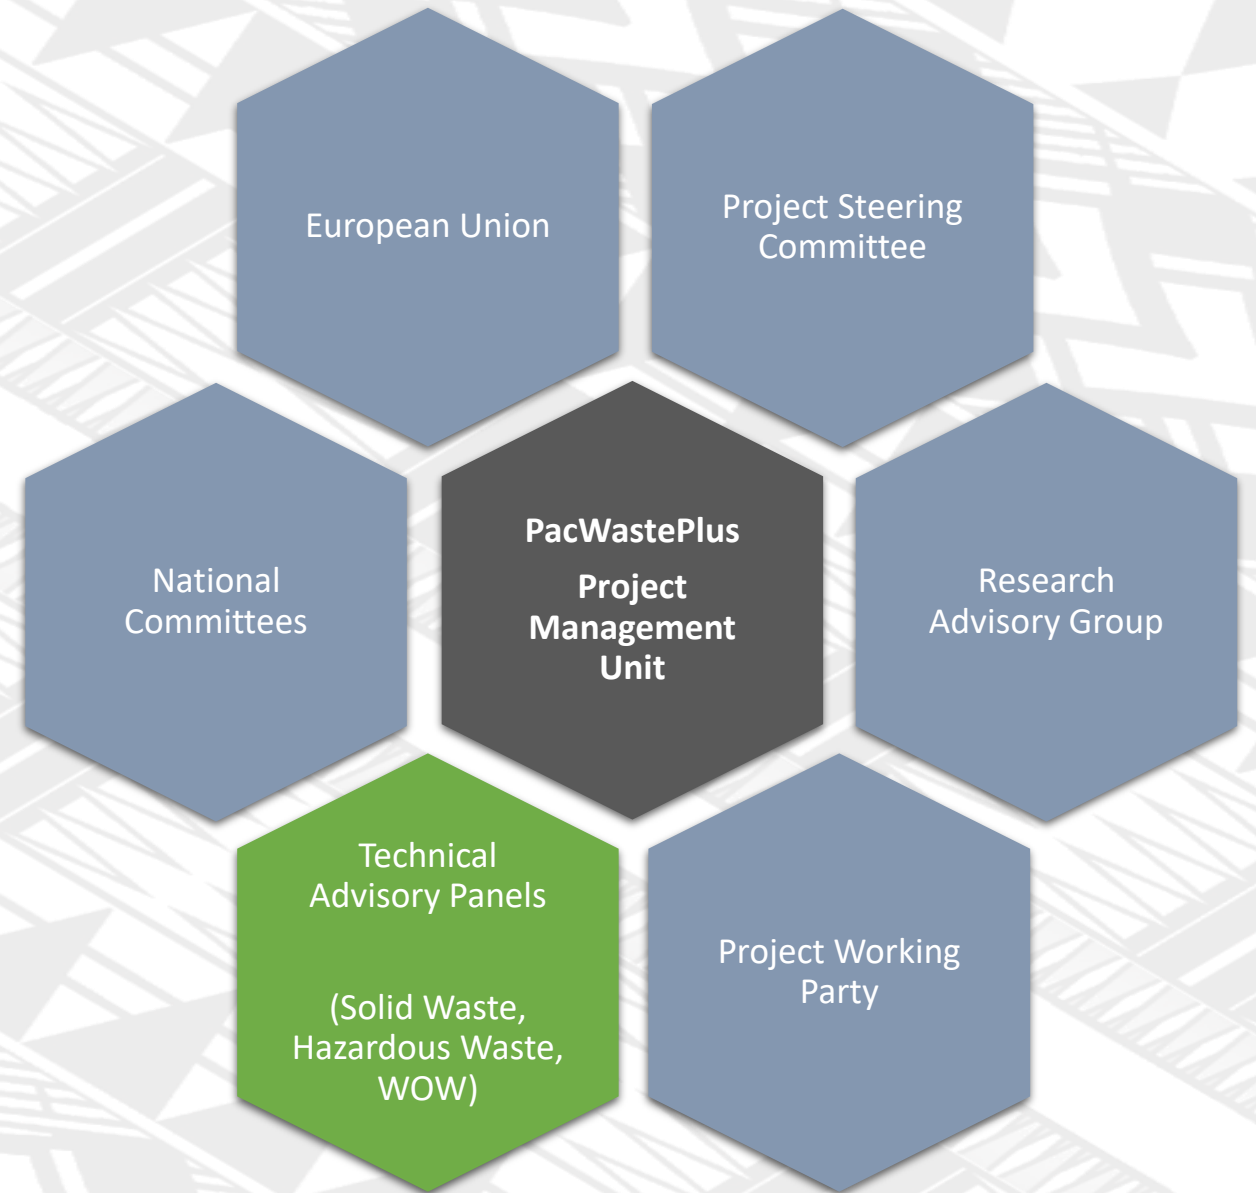 European Union
Project Steering
Committee
National
Committees
PacWastePlus
Project
Management
Unit
Research
Advisory Group
Technical
Advisory Panels
(Solid Waste,
Hazardous Waste,
WOW)
Project Working
Party